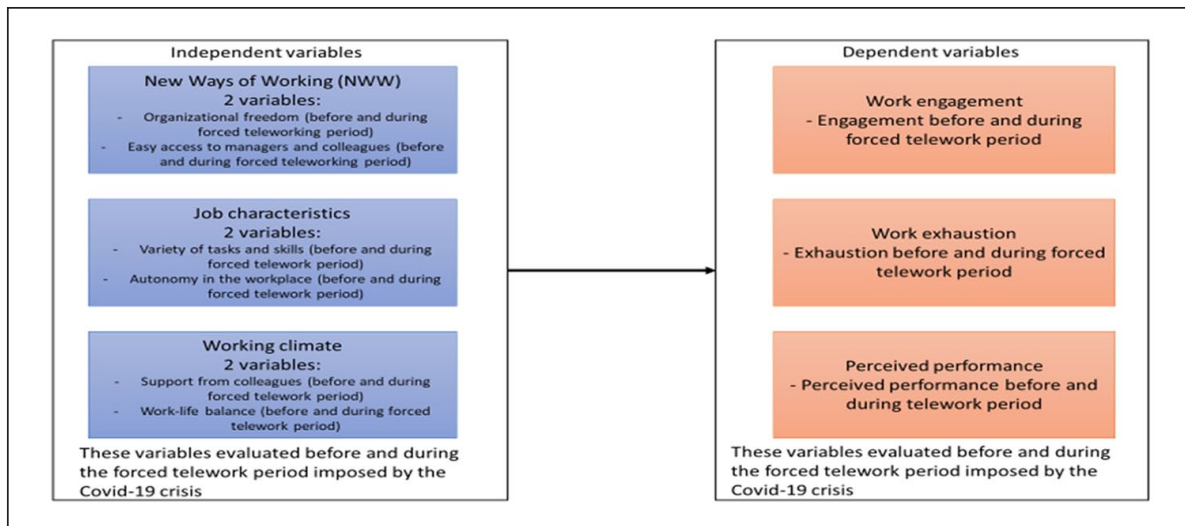 Independent variables
New Ways of Working (NWW)
2 variables:
- Organizational freedom (before and during
forced teleworking period)
- Easy access to managers and colleagues (before
and during forced teleworking period)
Job characteristics
2 variables:
- Variety of tasks and skills (before and during
forced telework period)
- Autonomy in the workplace (before and during
forced telework period)
Working climate
2 variables:
- Support from colleagues (before and during
forced telework period)
- Work-life balance (before and during forced
telework period)
These variables evaluated before and during
the forced telework period imposed by the
Covid-19 crisis
Dependent variables
Work engagement
- Engagement before and during
forced telework period
Work exhaustion
- Exhaustion before and during forced
telework period
Perceived performance
- Perceived performance before and
during telework period
These variables evaluated before and during
the forced telework period imposed by the
Covid-19 crisis